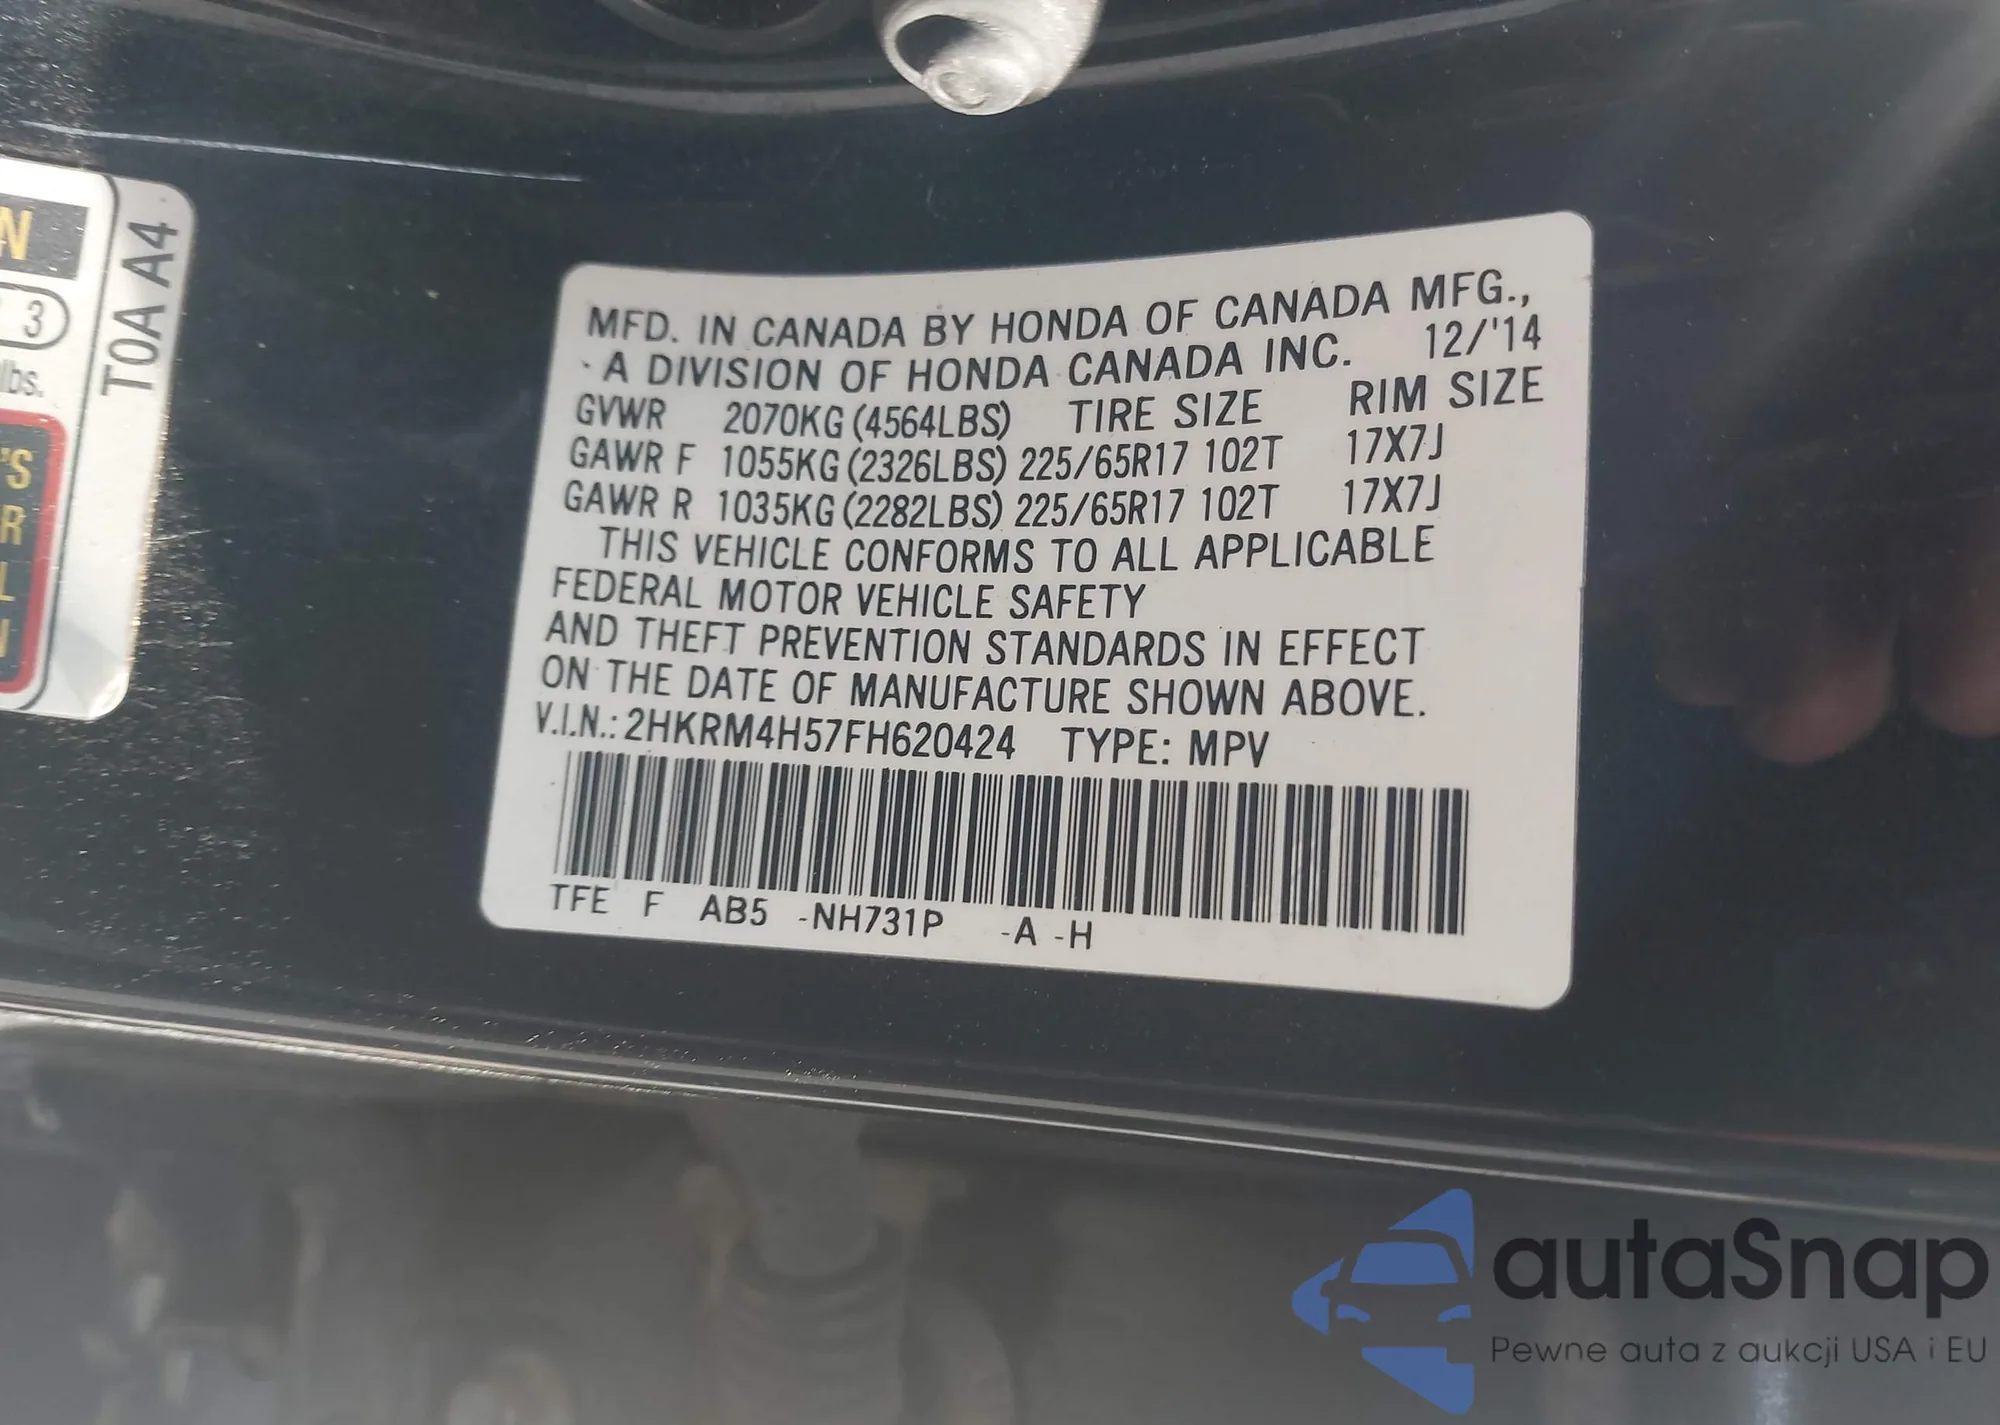 N
3
lbs.
'S
R
L
N
T0A A4
MFD. IN CANADA BY HONDA OF CANADA MFG.,
A DIVISION OF HONDA CANADA INC. 12/'14
GVWR 2070KG (4564LBS) TIRE SIZE RIM SIZE
GAWR F 1055KG (2326LBS) 225/65R17 102T 17X7J
GAWR R 1035KG (2282LBS) 225/65R17 102T 17X7J
THIS VEHICLE CONFORMS TO ALL APPLICABLE
FEDERAL MOTOR VEHICLE SAFETY
AND THEFT PREVENTION STANDARDS IN EFFECT
ON THE DATE OF MANUFACTURE SHOWN ABOVE.
V.I.N.: 2HKRM4H57FH620424 TYPE: MPV
TFE F AB5 -NH731P -A -H
autaSnap
Pewne auta z aukcji USA i EU